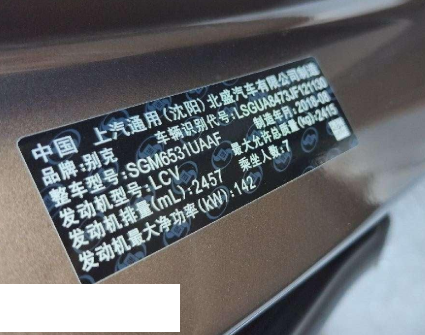 中国 上汽通用（沈阳）北盛汽车有限公司制造
品牌:别克 车辆识别代号:
整车型号:SGM6531UAAF 制造年月:
发动机型号:LCV 最大允许总质量(kg):2415
发动机排量(mL):2457 乘坐人数:7
发动机最大净功率(kW):142